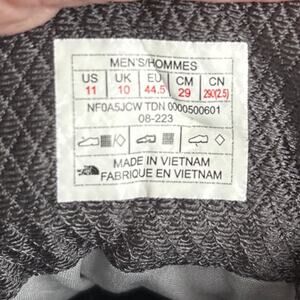 MEN'S/HOMMES
US UK EU CM CN
11 10 44.5 29 290(2.5)
NF0A5JCW TDN 0000500601
08-223
MADE IN VIETNAM
FABRIQUÉ EN VIETNAM